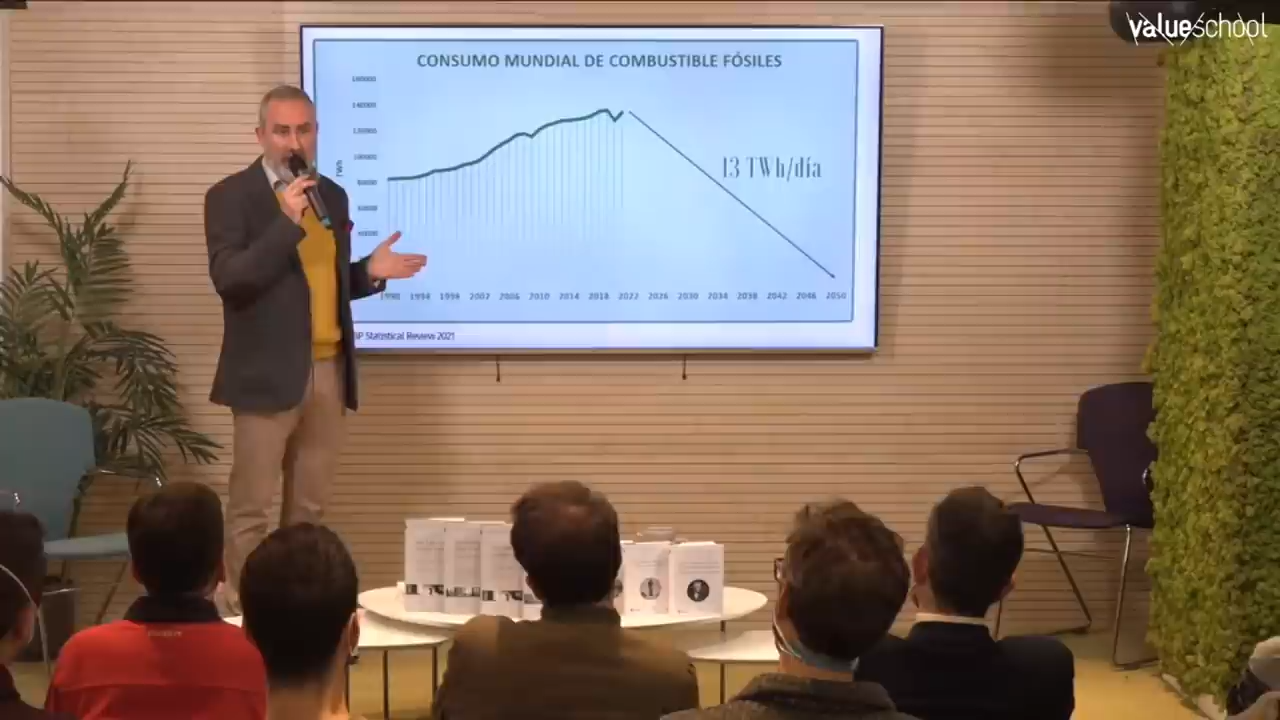 valueschool
CONSUMO MUNDIAL DE COMBUSTIBLE FÓSILES
160000
140000
120000
100000
80000
60000
40000
TWh
13 TWh/día
1990 1994 1998 2002 2006 2010 2014 2018 2022 2026 2030 2034 2038 2042 2046 2050
BP Statistical Review 2021